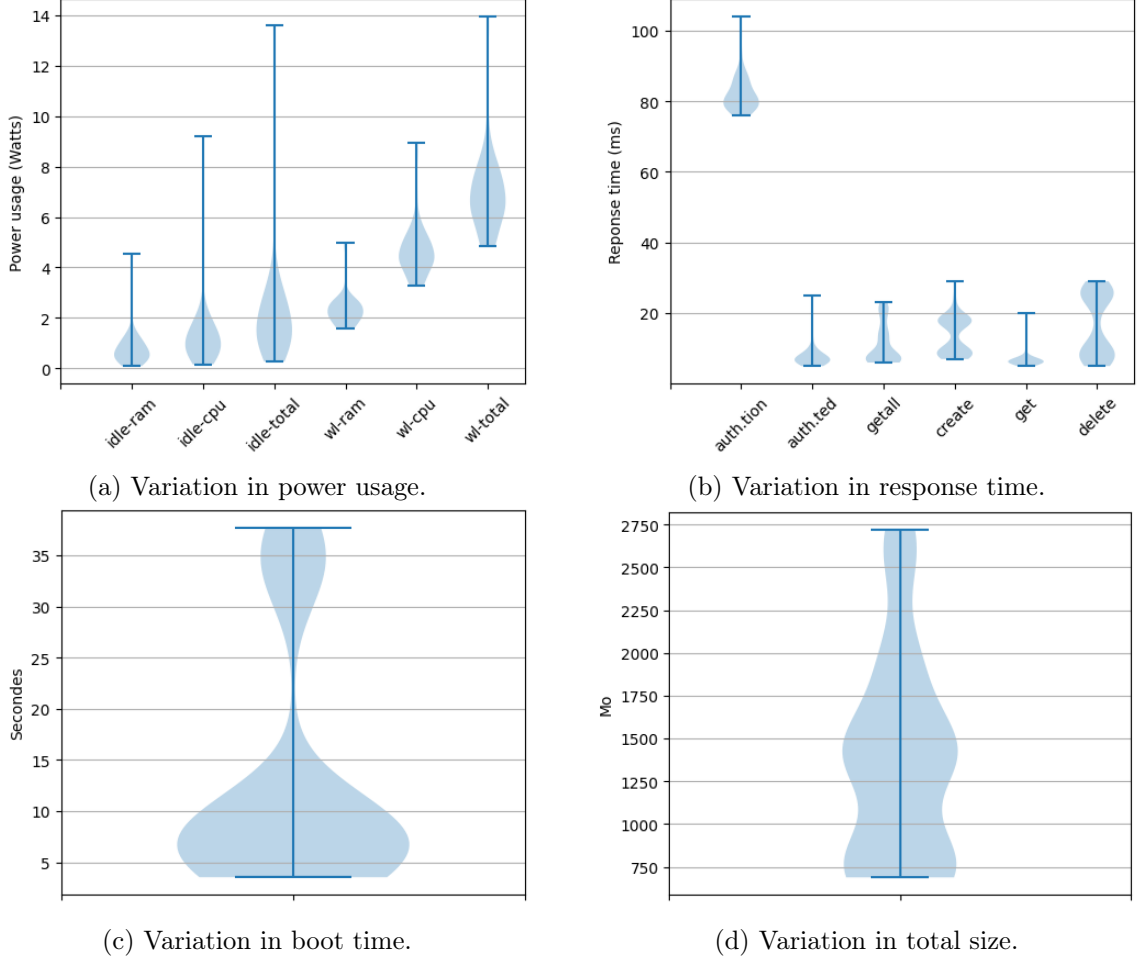 Power usage (Watts)
14
12
10
8
6
4
2
0
idle-ram
idle-cpu
idle-total
wl-ram
wl-cpu
wl-total
(a) Variation in power usage.
Reponse time (ms)
100
80
60
40
20
auth.tion
auth.ted
getall
create
get
delete
(b) Variation in response time.
Secondes
35
30
25
20
15
10
5
(c) Variation in boot time.
Mo
2750
2500
2250
2000
1750
1500
1250
1000
750
(d) Variation in total size.